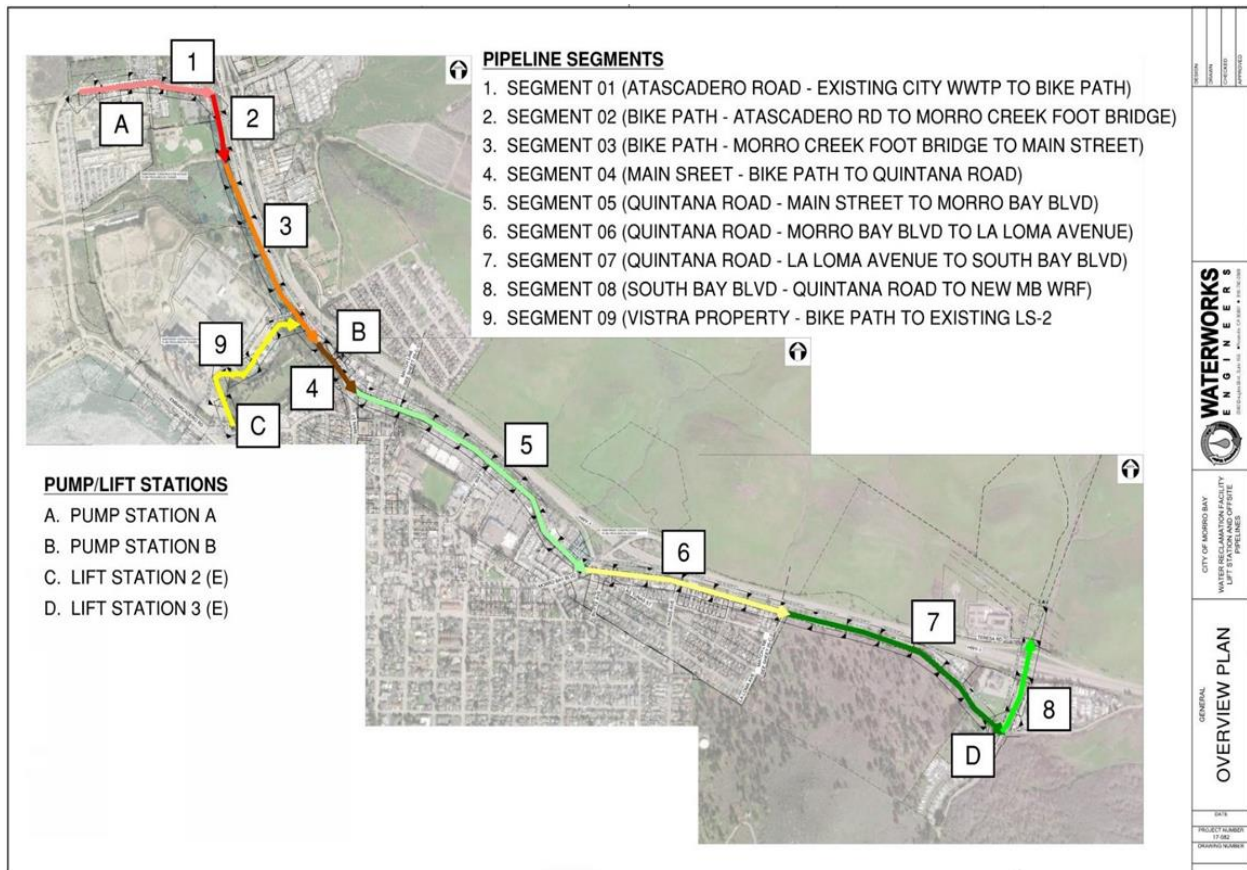 PIPELINE SEGMENTS
1. SEGMENT 01 (ATASCADERO ROAD - EXISTING CITY WWTP TO BIKE PATH)
2. SEGMENT 02 (BIKE PATH - ATASCADERO RD TO MORRO CREEK FOOT BRIDGE)
3. SEGMENT 03 (BIKE PATH - MORRO CREEK FOOT BRIDGE TO MAIN STREET)
4. SEGMENT 04 (MAIN SREET - BIKE PATH TO QUINTANA ROAD)
5. SEGMENT 05 (QUINTANA ROAD - MAIN STREET TO MORRO BAY BLVD)
6. SEGMENT 06 (QUINTANA ROAD - MORRO BAY BLVD TO LA LOMA AVENUE)
7. SEGMENT 07 (QUINTANA ROAD - LA LOMA AVENUE TO SOUTH BAY BLVD)
8. SEGMENT 08 (SOUTH BAY BLVD - QUINTANA ROAD TO NEW MB WRF)
9. SEGMENT 09 (VISTRA PROPERTY - BIKE PATH TO EXISTING LS-2
1
A
2
3
B
9
4
C
5
6
7
8
D
PUMP/LIFT STATIONS
A. PUMP STATION A
B. PUMP STATION B
C. LIFT STATION 2 (E)
D. LIFT STATION 3 (E)
DESIGN
DRAWN
CHECKED
APPROVED
WATERWORKS
ENGINEERS
CITY OF MORRO BAY
WATER RECLAMATION FACILITY
LIFT STATION AND OFFSITE
PIPELINES
GENERAL
OVERVIEW PLAN
DATE
PROJECT NUMBER
DRAWING NUMBER